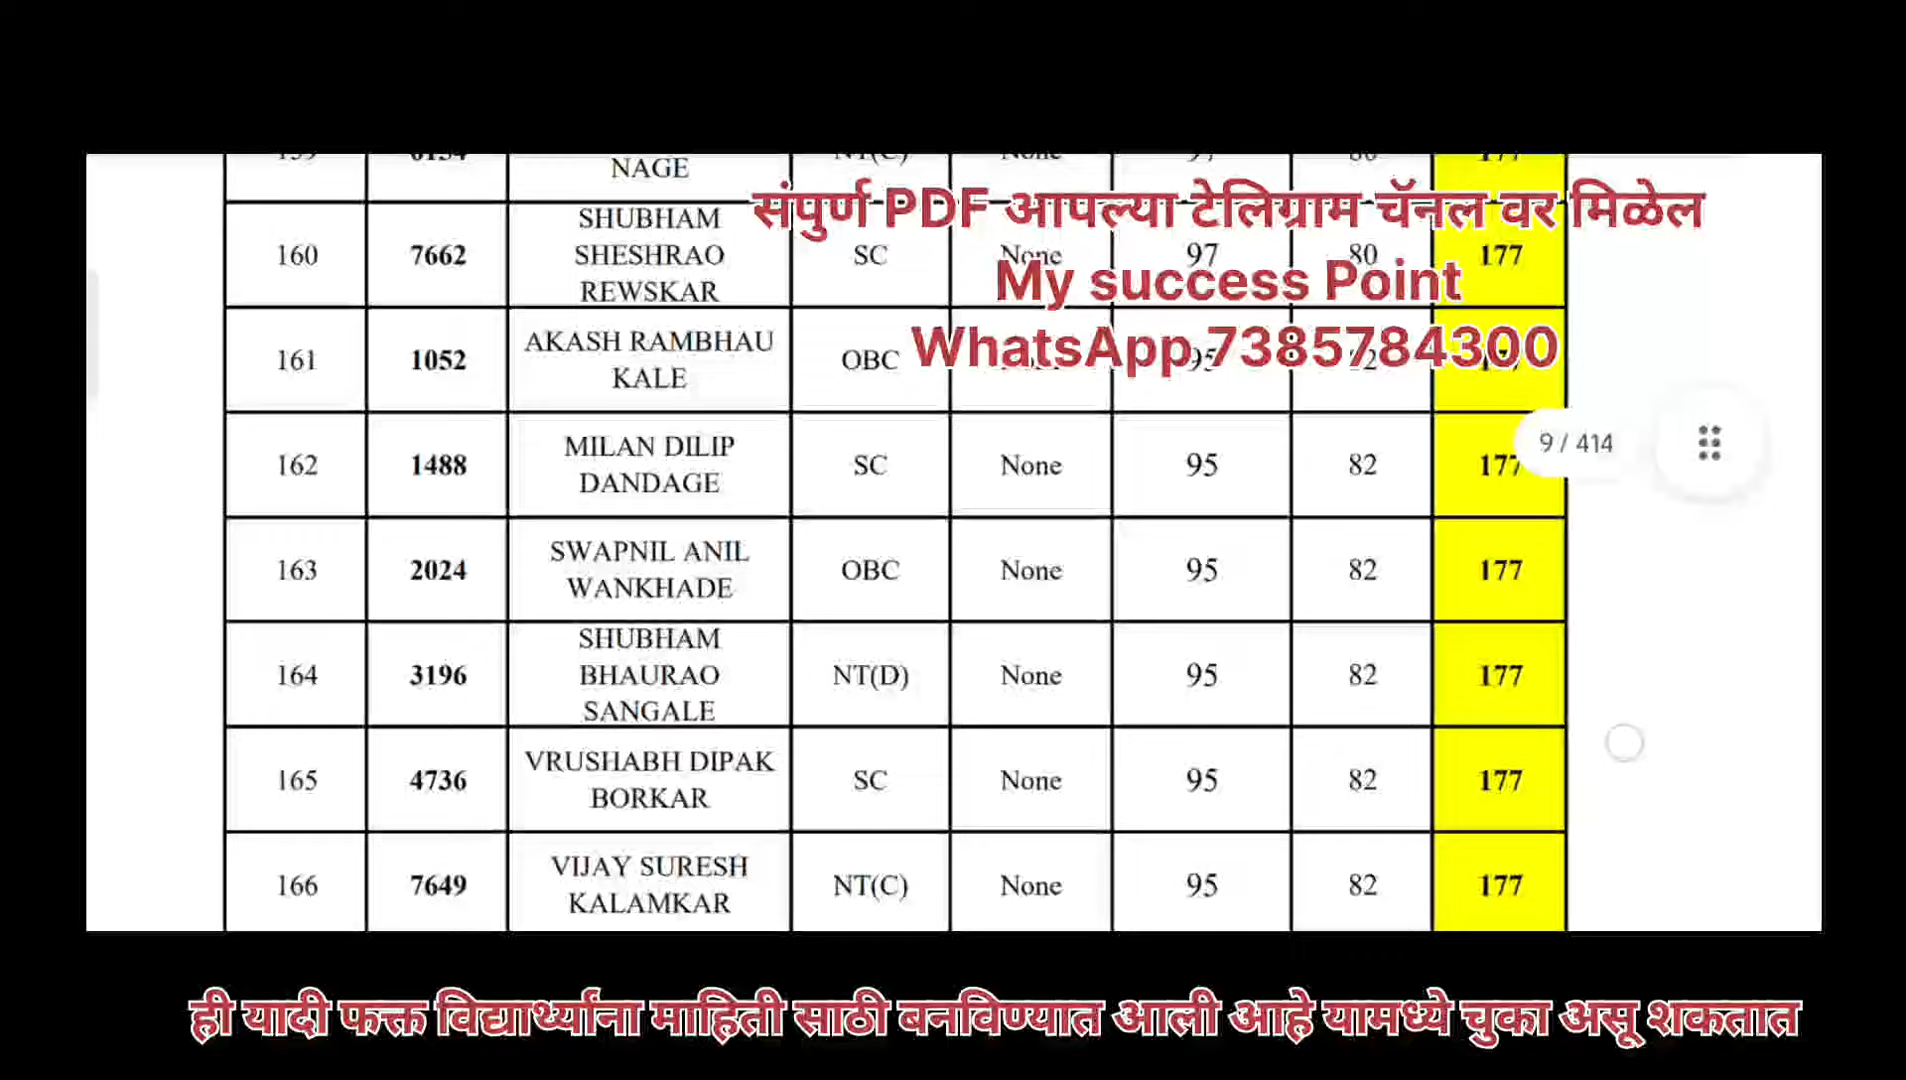 NAGE
संपुर्ण PDF आपल्या टेलिग्राम चॅनल वर मिळेल
My success Point
WhatsApp 7385784300
160 7662 SHUBHAM SHESHRAO REWSKAR SC None 97 80 177
161 1052 AKASH RAMBHAU KALE OBC 95
162 1488 MILAN DILIP DANDAGE SC None 95 82 177
9 / 414
163 2024 SWAPNIL ANIL WANKHADE OBC None 95 82 177
164 3196 SHUBHAM BHAURAO SANGALE NT(D) None 95 82 177
165 4736 VRUSHABH DIPAK BORKAR SC None 95 82 177
166 7649 VIJAY SURESH KALAMKAR NT(C) None 95 82 177
ही यादी फक्त विद्यार्थ्यांना माहिती साठी बनविण्यात आली आहे यामध्ये चुका असू शकतात